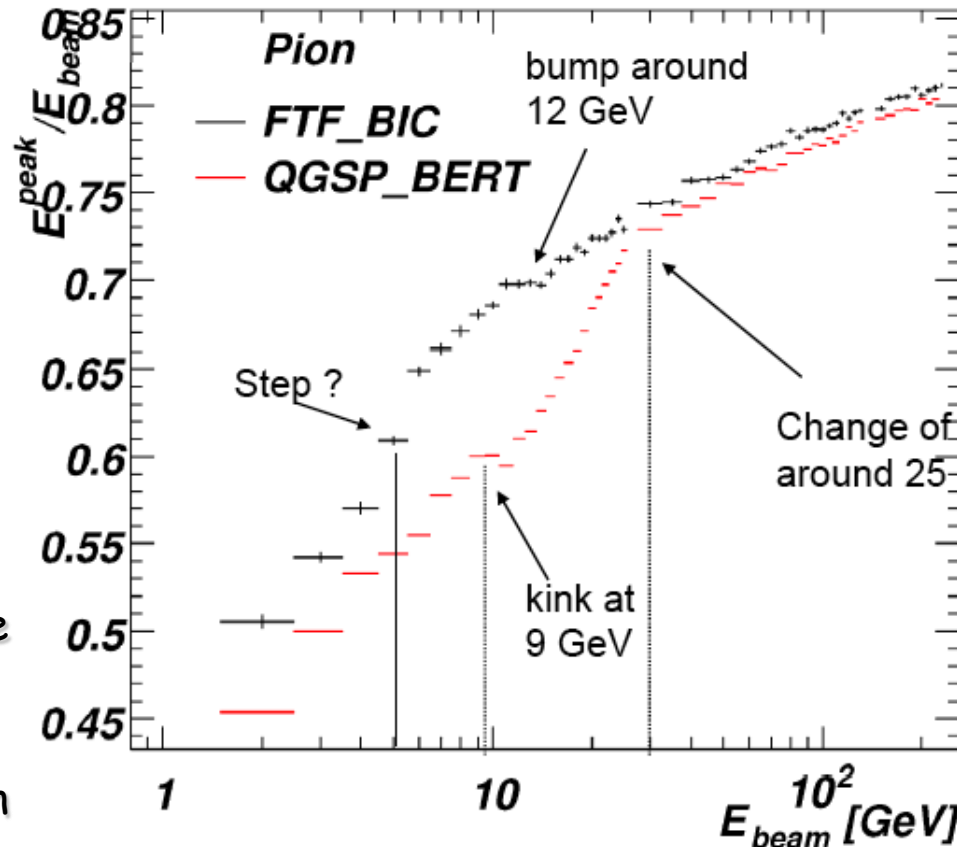 0.85
E^peak/E_beam
Pion
FTF_BIC
QGSP_BERT
bump around
12 GeV
0.8
0.75
0.7
0.65
Step ?
0.6
Change of
around 25
0.55
kink at
9 GeV
0.5
0.45
1
10
10²
E_beam [GeV]